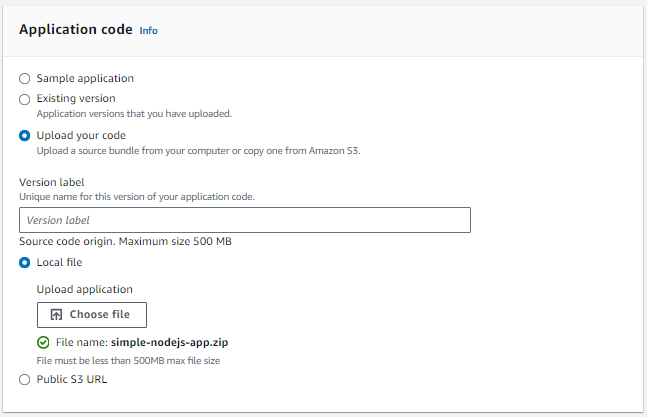 Application code Info
Sample application
Existing version
Application versions that you have uploaded.
Upload your code
Upload a source bundle from your computer or copy one from Amazon S3.
Version label
Unique name for this version of your application code.
Version label
Source code origin. Maximum size 500 MB
Local file
Upload application
Choose file
File name: simple-nodejs-app.zip
File must be less than 500MB max file size
Public S3 URL